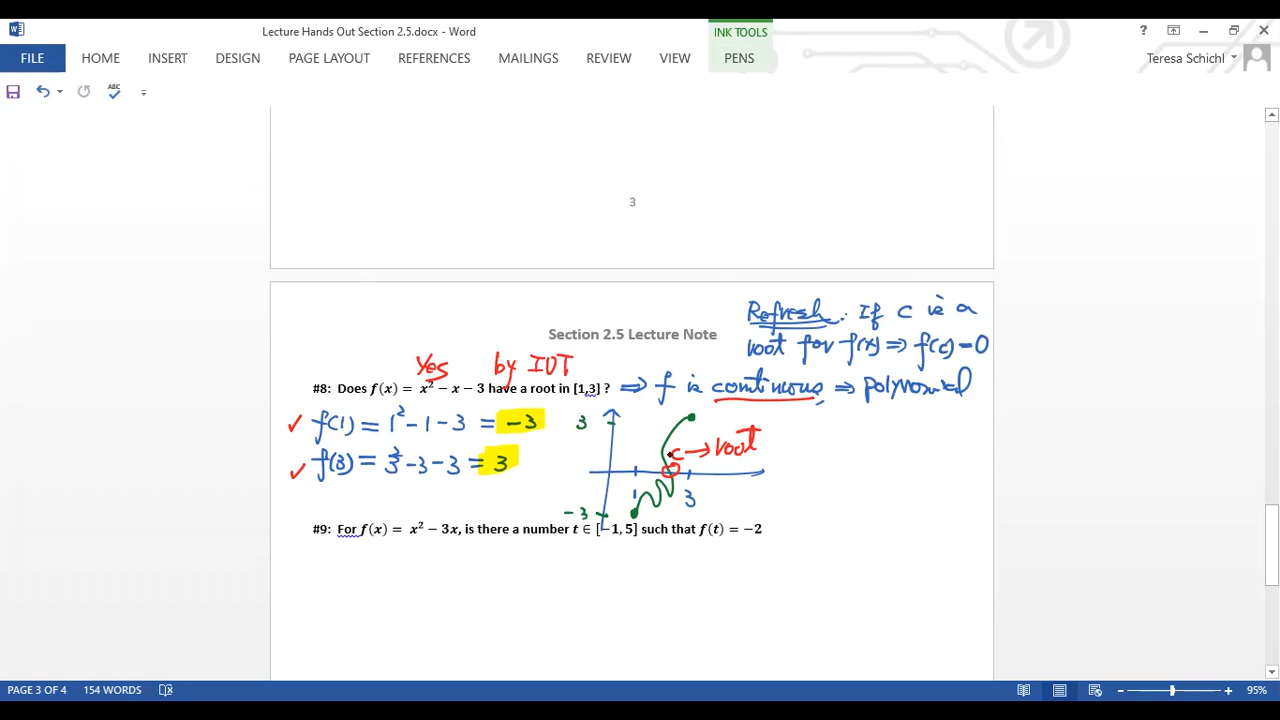 Lecture Hands Out Section 2.5.docx - Word
INK TOOLS
?
FILE HOME INSERT DESIGN PAGE LAYOUT REFERENCES MAILINGS REVIEW VIEW PENS
Teresa Schichl
ABC
3
Refresh. If c is a
root for f(x) ⇒ f(c)=0
Section 2.5 Lecture Note
Yes by IVT
#8: Does f(x) = x² − x − 3 have a root in [1,3] ? ⇒ f is continuous, ⇒ polynomial
✓ f(1) = 1² -1 -3 = -3
3
✓ f(3) = 3² -3 -3 = 3
c → root
1 3
-3
#9: For f(x) = x² − 3x, is there a number t ∈ [−1, 5] such that f(t) = −2
PAGE 3 OF 4 154 WORDS
95%